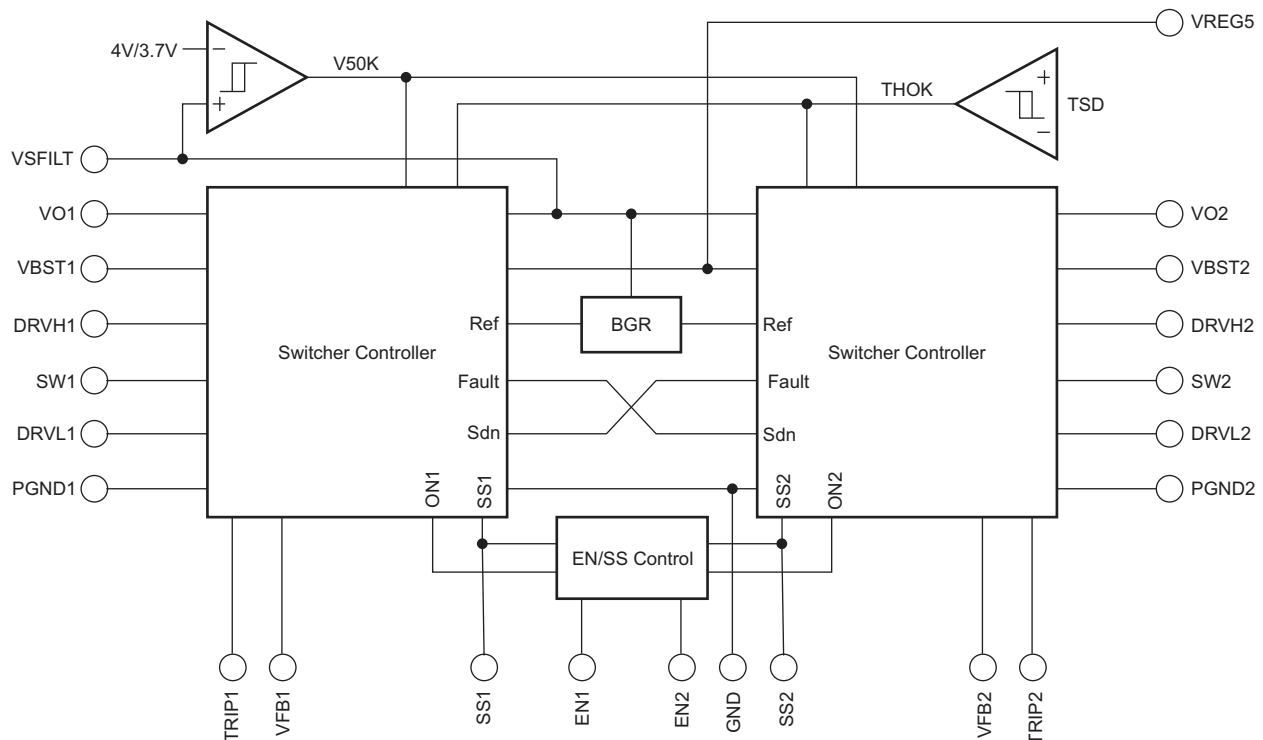 VREG5
4V/3.7V
−
+
V50K
THOK
+
−
TSD
VSFILT
VO1
VBST1
DRVH1
SW1
DRVL1
PGND1
Switcher Controller
Ref
Fault
Sdn
ON1
SS1
BGR
Switcher Controller
Ref
Fault
Sdn
SS2
ON2
VO2
VBST2
DRVH2
SW2
DRVL2
PGND2
EN/SS Control
TRIP1
VFB1
SS1
EN1
EN2
GND
SS2
VFB2
TRIP2